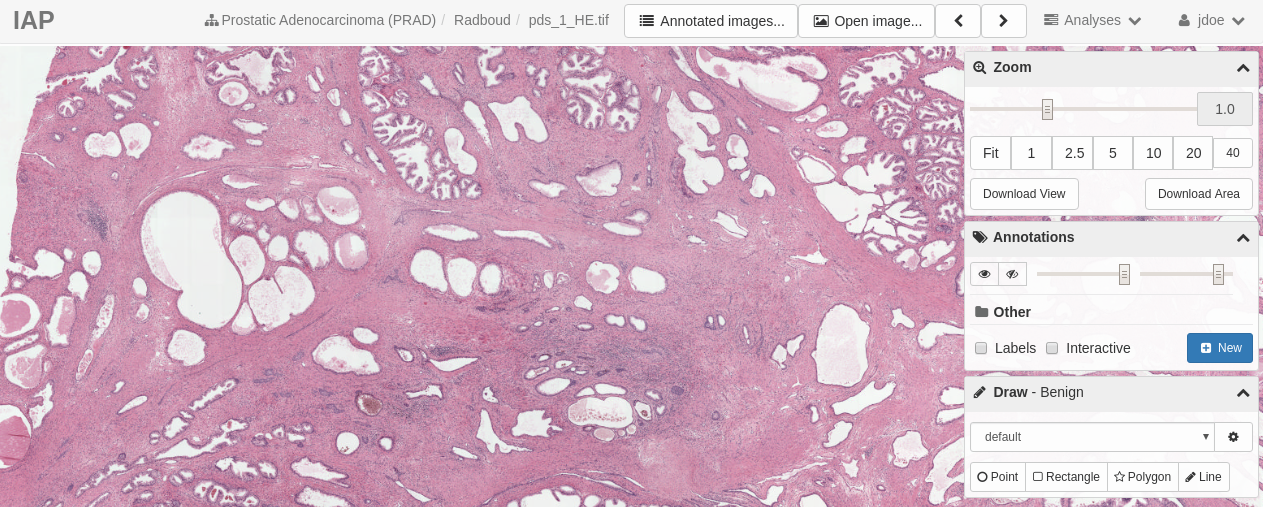 IAP Prostatic Adenocarcinoma (PRAD) / Radboud / pds_1_HE.tif Annotated images... Open image... Analyses jdoe
Zoom
1.0
Fit 1 2.5 5 10 20 40
Download View Download Area
Annotations
Other
Labels Interactive New
Draw - Benign
default
Point Rectangle Polygon Line